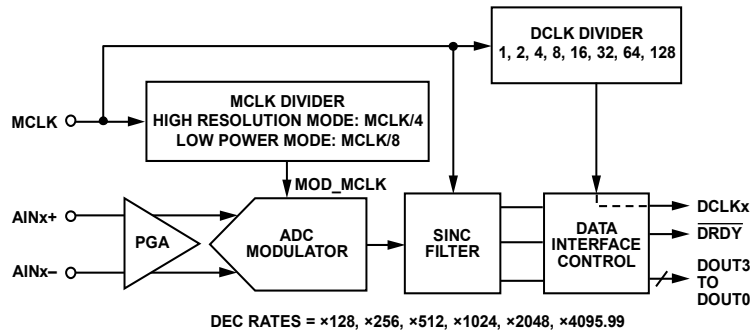 DCLK DIVIDER
1, 2, 4, 8, 16, 32, 64, 128
MCLK
MCLK DIVIDER
HIGH RESOLUTION MODE: MCLK/4
LOW POWER MODE: MCLK/8
MOD_MCLK
AINx+
AINx–
PGA
ADC
MODULATOR
SINC
FILTER
DATA
INTERFACE
CONTROL
DCLKx
DRDY
DOUT3
TO
DOUT0
DEC RATES = ×128, ×256, ×512, ×1024, ×2048, ×4095.99